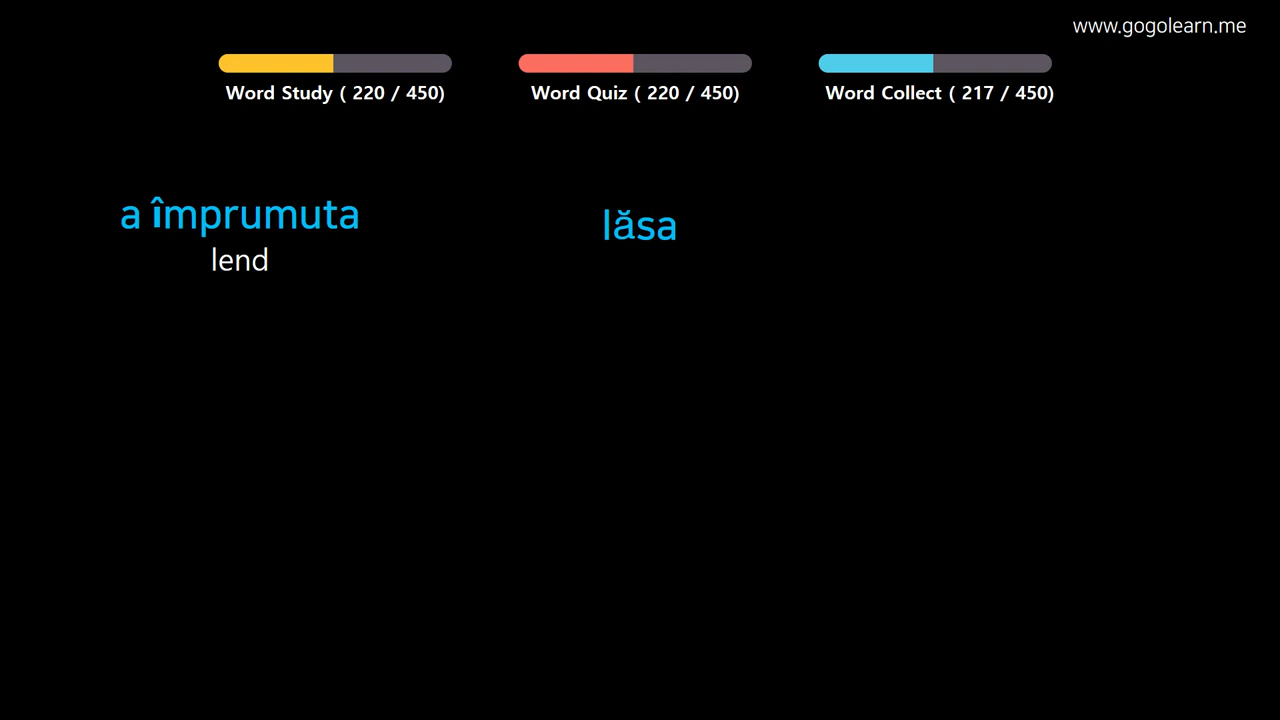 www.gogolearn.me
Word Study ( 220 / 450)
Word Quiz ( 220 / 450)
Word Collect ( 217 / 450)
a împrumuta
lend
lăsa